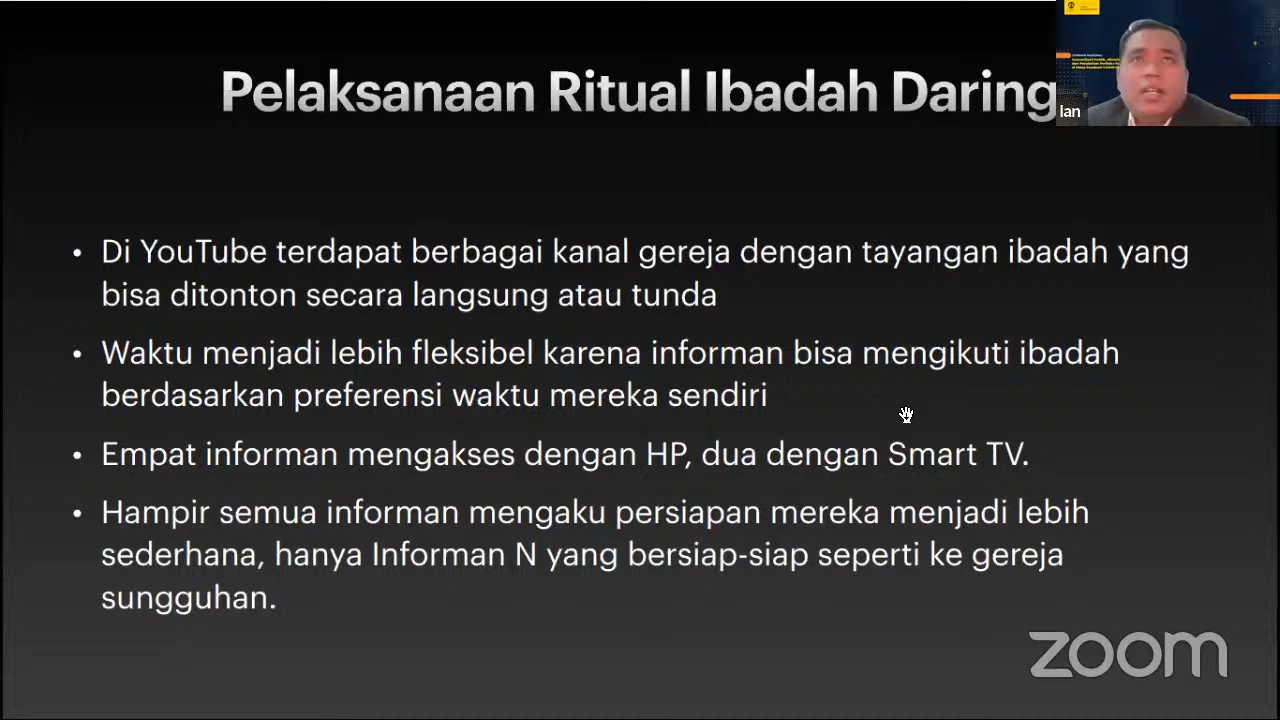 Pelaksanaan Ritual Ibadah Daring
Ian
• Di YouTube terdapat berbagai kanal gereja dengan tayangan ibadah yang
bisa ditonton secara langsung atau tunda
• Waktu menjadi lebih fleksibel karena informan bisa mengikuti ibadah
berdasarkan preferensi waktu mereka sendiri
• Empat informan mengakses dengan HP, dua dengan Smart TV.
• Hampir semua informan mengaku persiapan mereka menjadi lebih
sederhana, hanya Informan N yang bersiap-siap seperti ke gereja
sungguhan.
zoom